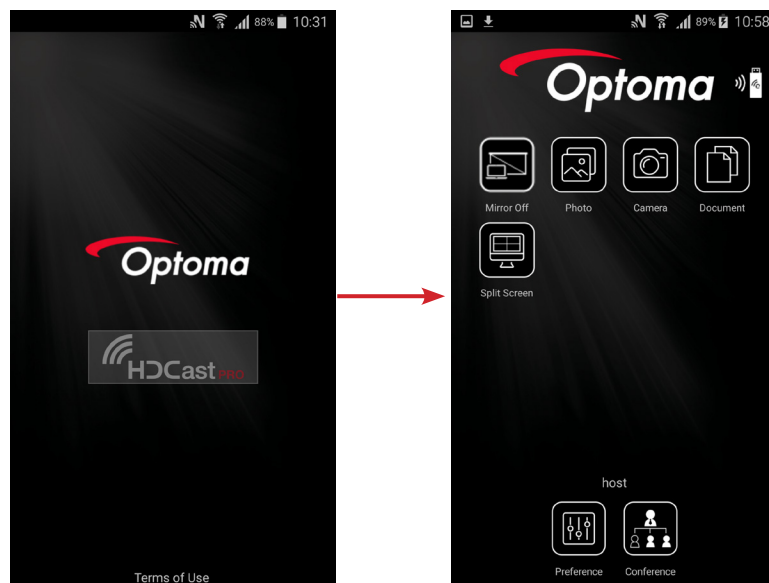 88% 10:31
Optoma
HDCast PRO
Terms of Use
89% 10:58
Optoma
Mirror Off Photo Camera Document
Split Screen
host
Preference Conference